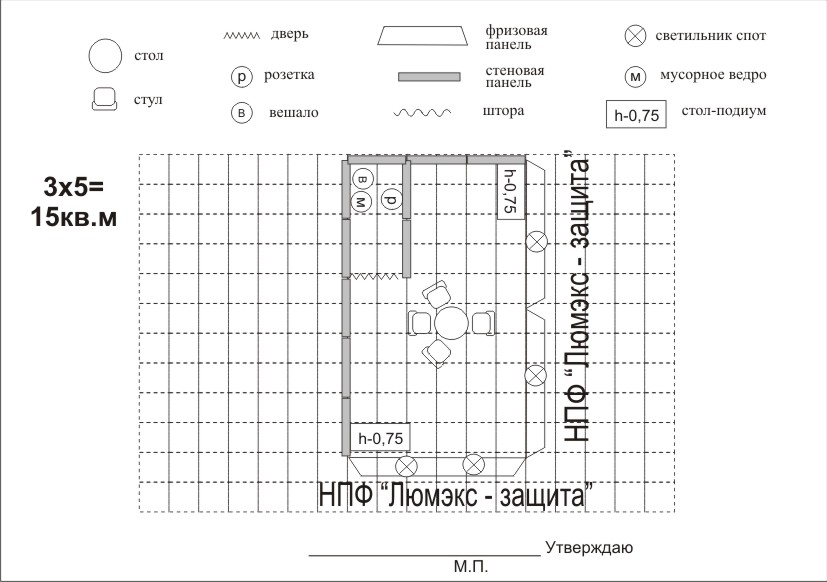 дверь
фризовая
панель
светильник спот
стол
р
розетка
стеновая
панель
м
мусорное ведро
стул
в
вешало
штора
h-0,75
стол-подиум
3х5=
15кв.м
в
м
р
h-0,75
НПФ “Люмэкс - защита”
h-0,75
НПФ “Люмэкс - защита”
Утверждаю
М.П.